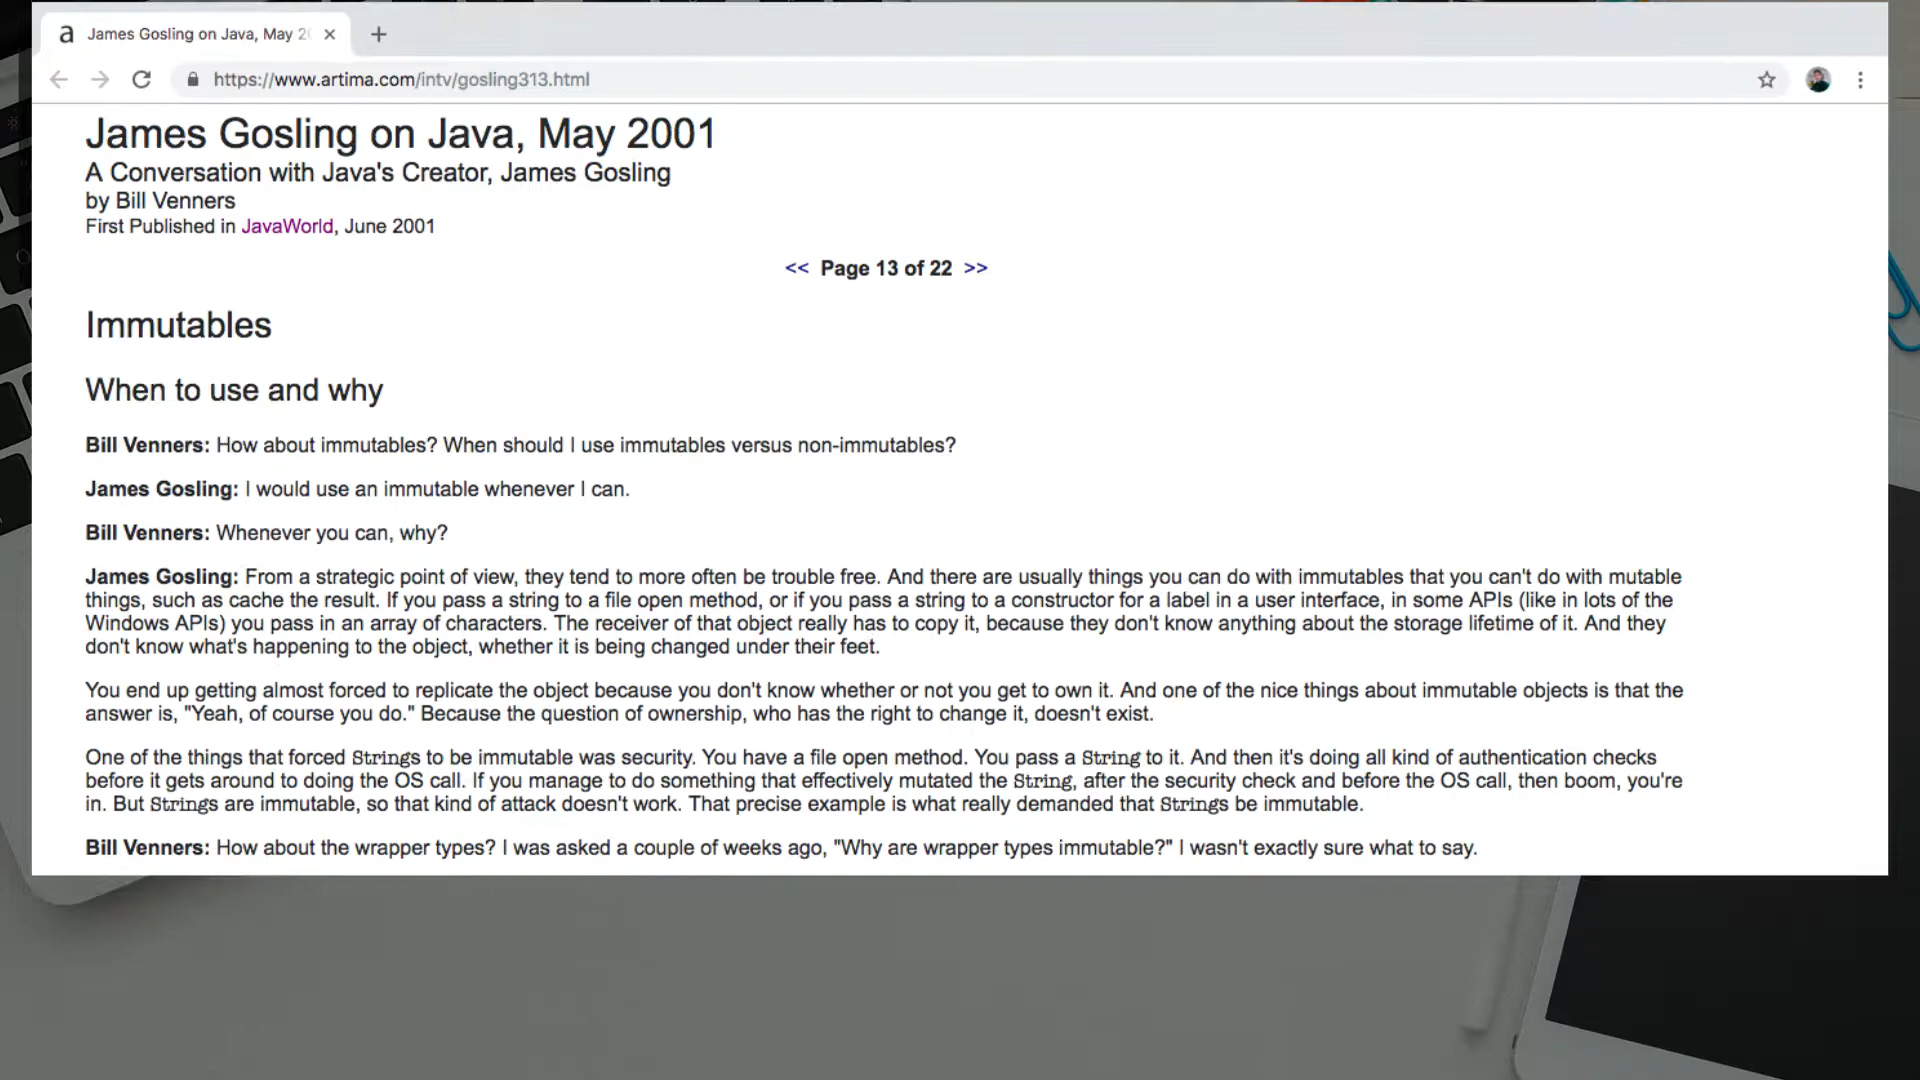 James Gosling on Java, May 20
https://www.artima.com/intv/gosling313.html
James Gosling on Java, May 2001
A Conversation with Java's Creator, James Gosling
by Bill Venners
First Published in JavaWorld, June 2001
<< Page 13 of 22 >>
Immutables
When to use and why
Bill Venners: How about immutables? When should I use immutables versus non-immutables?
James Gosling: I would use an immutable whenever I can.
Bill Venners: Whenever you can, why?
James Gosling: From a strategic point of view, they tend to more often be trouble free. And there are usually things you can do with immutables that you can't do with mutable
things, such as cache the result. If you pass a string to a file open method, or if you pass a string to a constructor for a label in a user interface, in some APIs (like in lots of the
Windows APIs) you pass in an array of characters. The receiver of that object really has to copy it, because they don't know anything about the storage lifetime of it. And they
don't know what's happening to the object, whether it is being changed under their feet.
You end up getting almost forced to replicate the object because you don't know whether or not you get to own it. And one of the nice things about immutable objects is that the
answer is, "Yeah, of course you do." Because the question of ownership, who has the right to change it, doesn't exist.
One of the things that forced Strings to be immutable was security. You have a file open method. You pass a String to it. And then it's doing all kind of authentication checks
before it gets around to doing the OS call. If you manage to do something that effectively mutated the String, after the security check and before the OS call, then boom, you're
in. But Strings are immutable, so that kind of attack doesn't work. That precise example is what really demanded that Strings be immutable.
Bill Venners: How about the wrapper types? I was asked a couple of weeks ago, "Why are wrapper types immutable?" I wasn't exactly sure what to say.